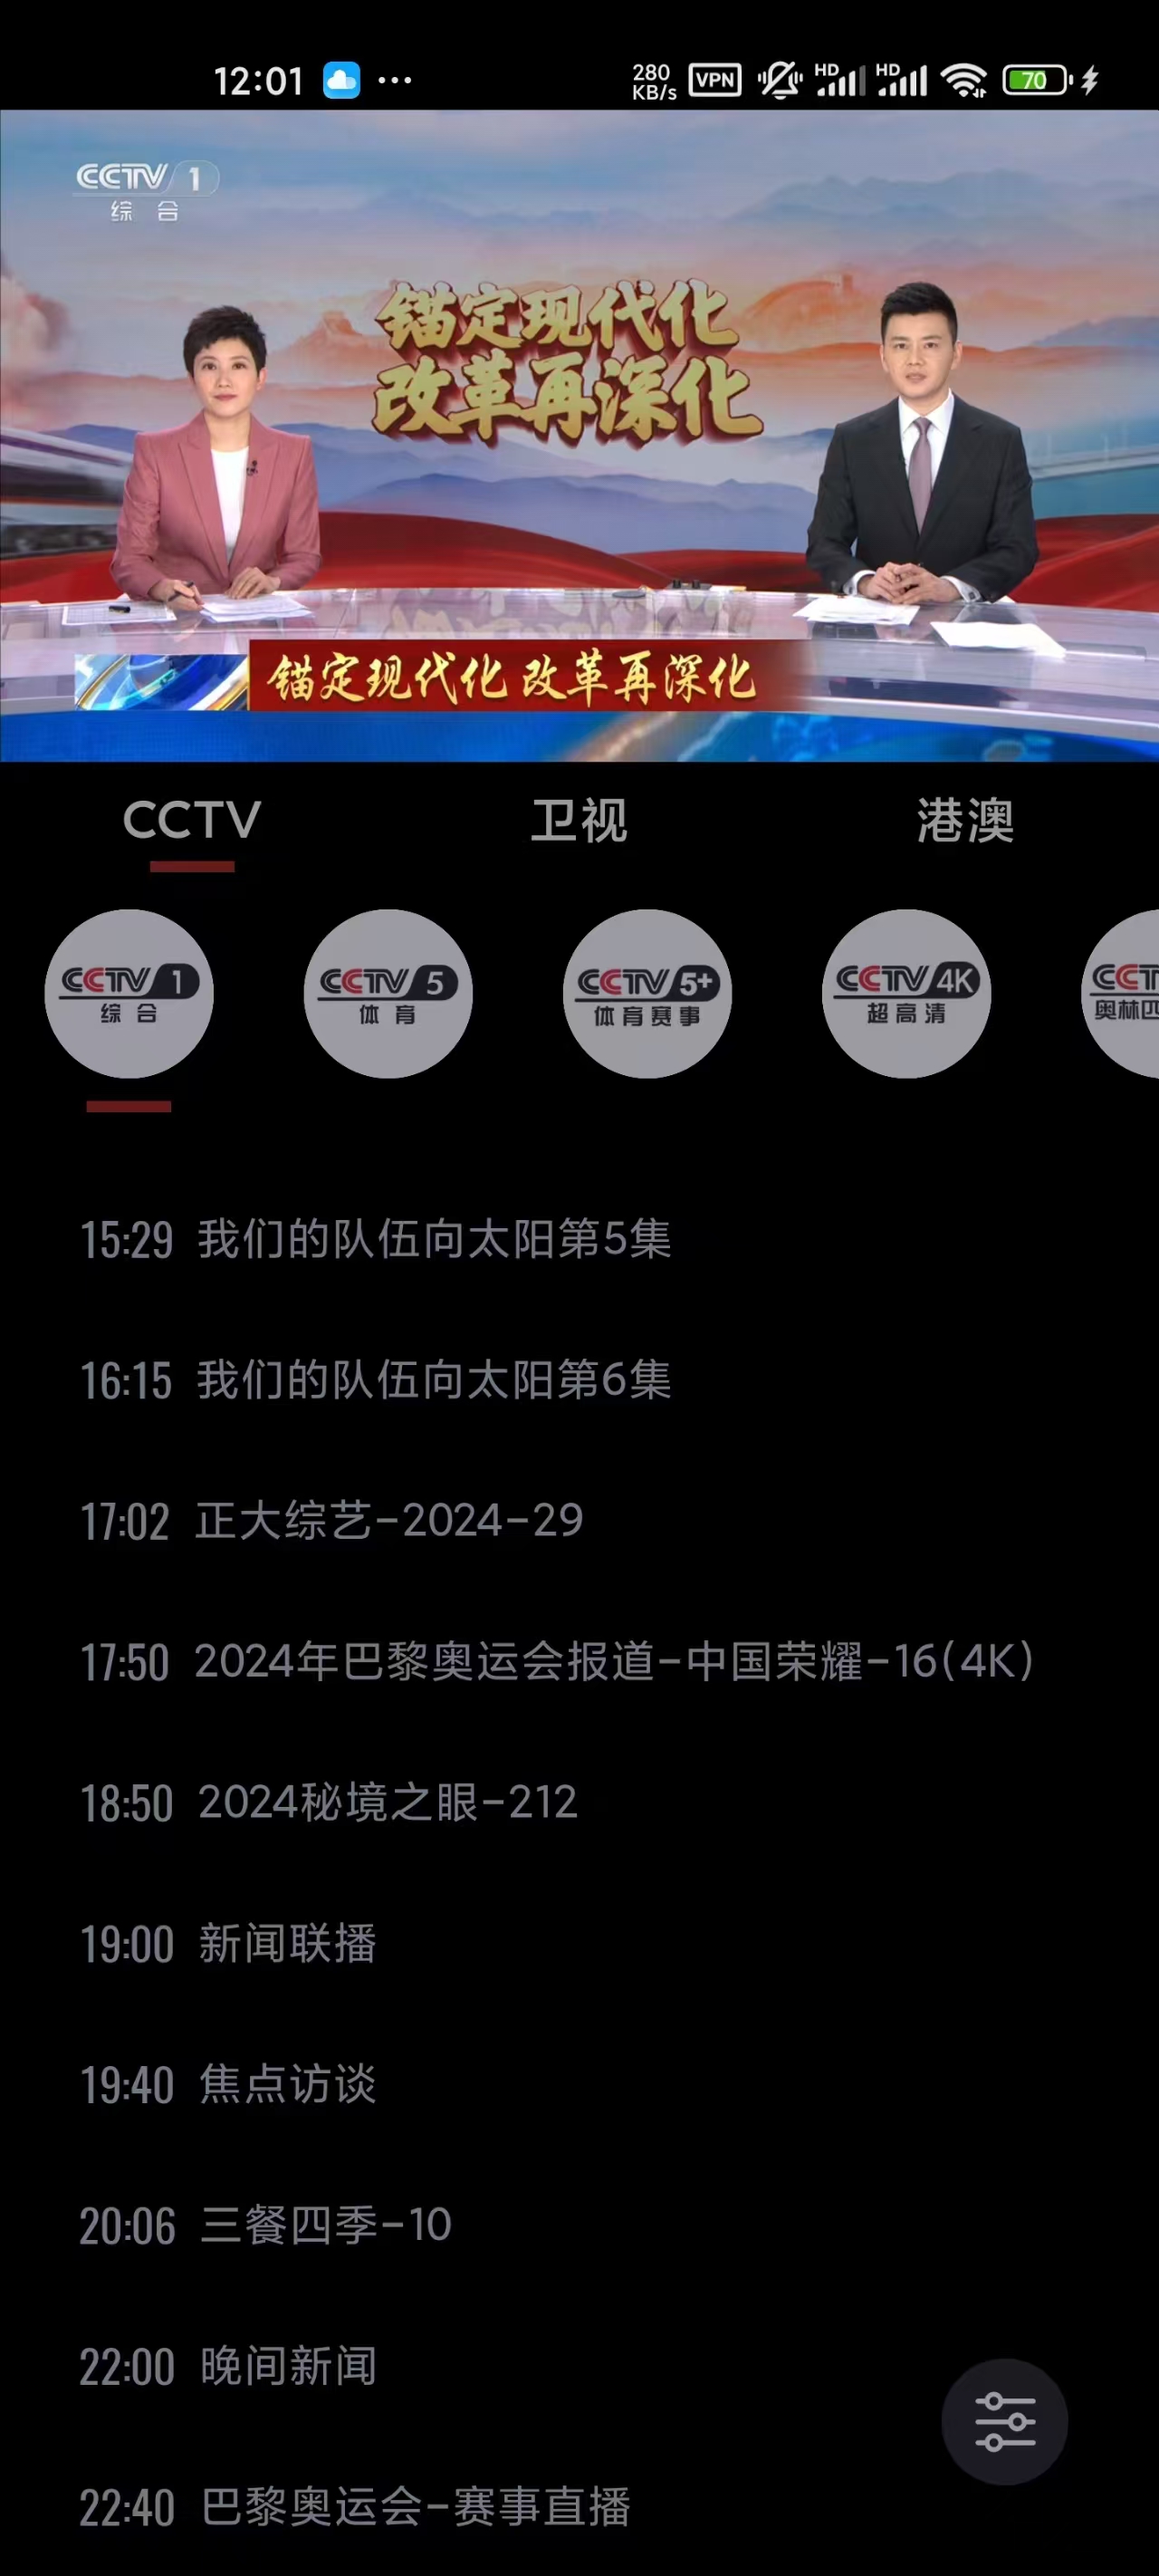 12:01 ... 280 KB/s VPN HD HD 70
CCTV 1
综合
锚定现代化
改革再深化
锚定现代化 改革再深化
CCTV 卫视 港澳
CCTV 1 CCTV 5 CCTV 5+ CCTV 4K CCT
综合 体育 体育赛事 超高清 奥林匹
15:29 我们的队伍向太阳第5集
16:15 我们的队伍向太阳第6集
17:02 正大综艺-2024-29
17:50 2024年巴黎奥运会报道-中国荣耀-16(4K)
18:50 2024秘境之眼-212
19:00 新闻联播
19:40 焦点访谈
20:06 三餐四季-10
22:00 晚间新闻
22:40 巴黎奥运会-赛事直播